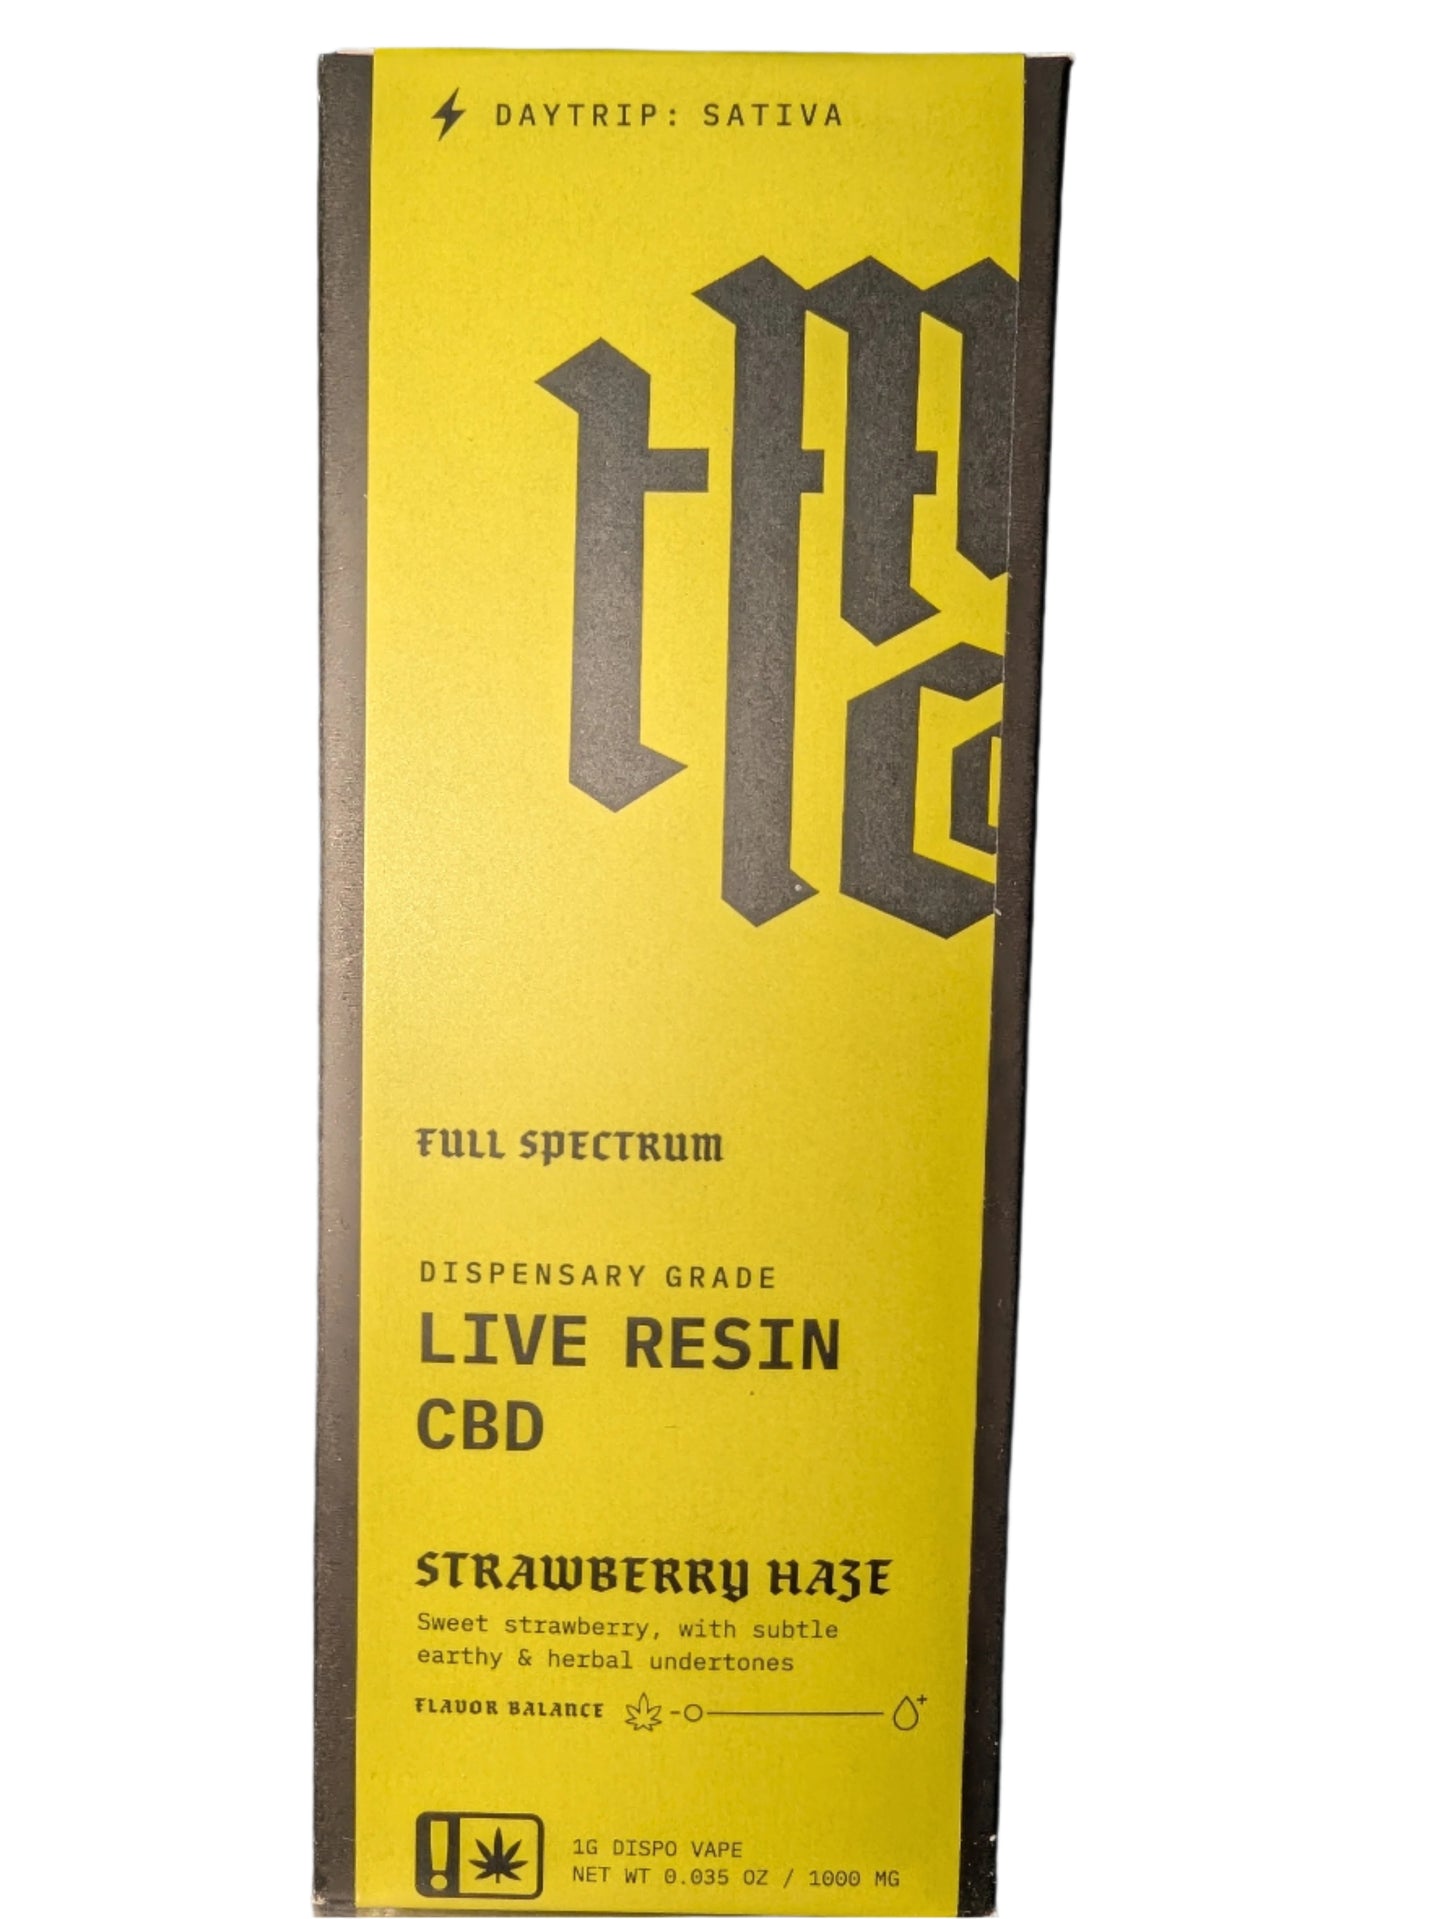 DAYTRIP: SATIVA
FULL SPECTRUM
DISPENSARY GRADE
LIVE RESIN
CBD
STRAWBERRY HAZE
Sweet strawberry, with subtle
earthy & herbal undertones
FLAVOR BALANCE
1G DISPO VAPE
NET WT 0.035 OZ / 1000 MG